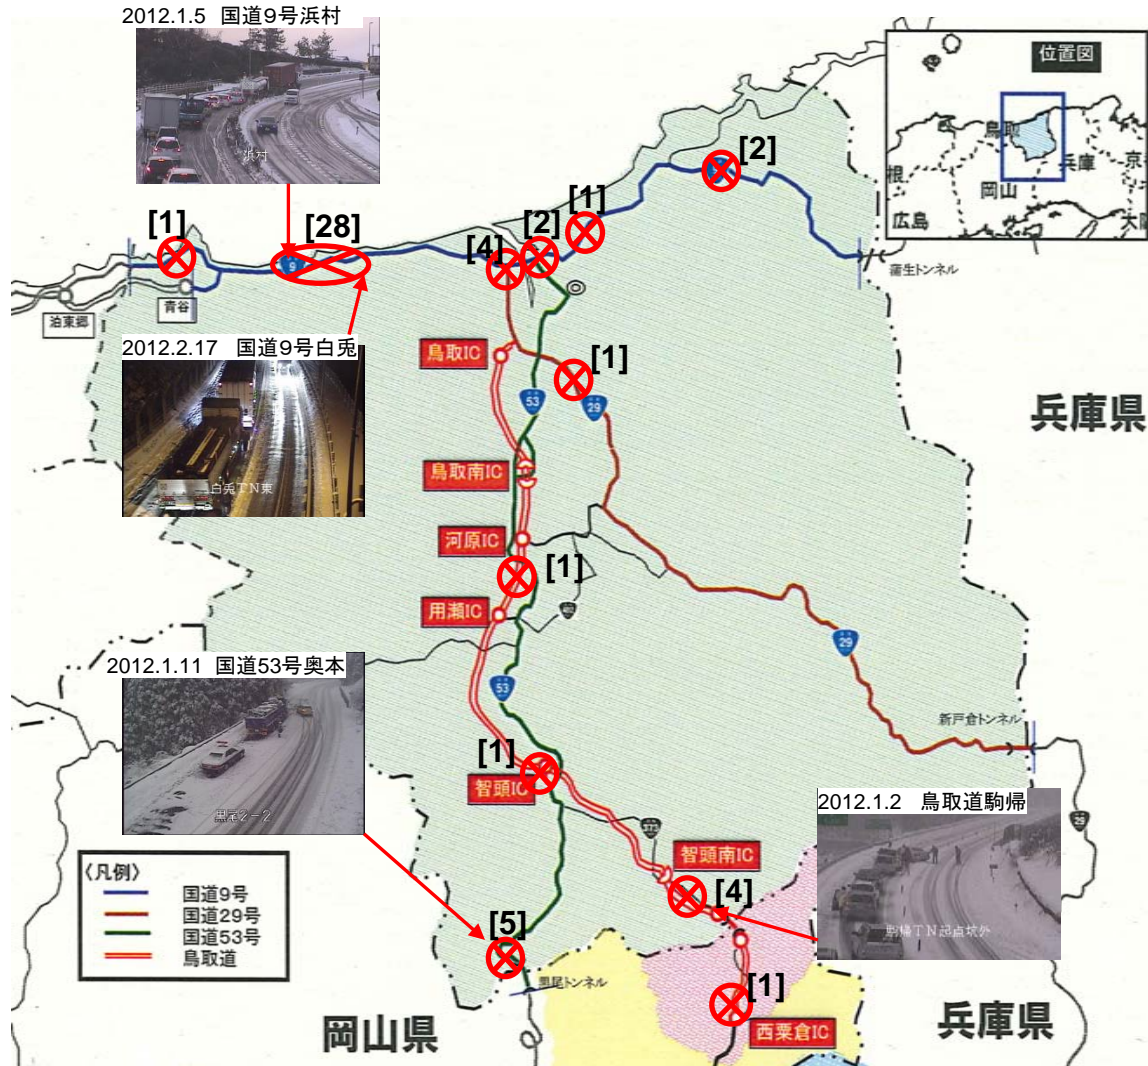 2012.1.5 国道9号浜村
浜村
位置図
鳥取
兵庫
京
根
岡山
広島
大
[2]
[1]
[1]
[28]
[2]
[4]
9
蒲生トンネル
青谷
泊東郷
2012.2.17 国道9号白兎
白兎TN東
鳥取IC
[1]
53
29
兵庫県
鳥取南IC
河原IC
[1]
用瀬IC
29
2012.1.11 国道53号奥本
黒尾2-2
53
新戸倉トンネル
[1]
智頭IC
2012.1.2 鳥取道駒帰
駒帰TN起点坑外
373
29
智頭南IC
[4]
〈凡例〉
国道9号
国道29号
国道53号
鳥取道
[5]
黒尾トンネル
[1]
西粟倉IC
岡山県
兵庫県